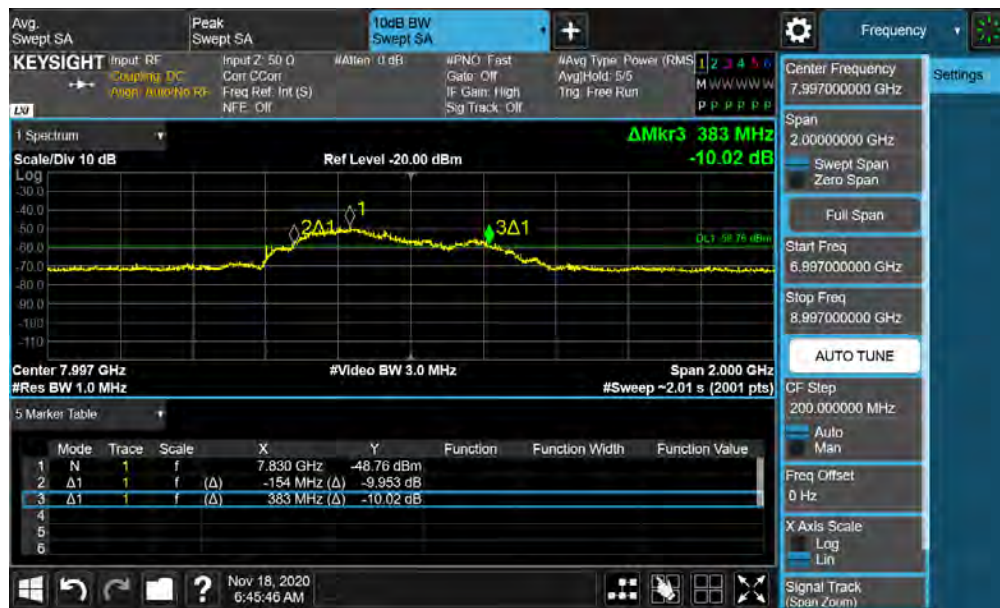 Avg.
Swept SA
Peak
Swept SA
10dB BW
Swept SA
Frequency
KEYSIGHT
Input: RF
Coupling: DC
Align: Auto/No RF
Input Z: 50 Ω
Corr CCorr
Freq Ref: Int (S)
NFE: Off
#Atten: 0 dB
#PNO: Fast
Gate: Off
IF Gain: High
Sig Track: Off
#Avg Type: Power (RMS
Avg|Hold: 5/5
Trig: Free Run
1 2 3 4 5 6
M W W W W W
P P P P P P
LXI
1 Spectrum
ΔMkr3 383 MHz
-10.02 dB
Scale/Div 10 dB
Ref Level -20.00 dBm
Log
-30.0
-40.0
-50.0
-60.0
-70.0
-80.0
-90.0
-100
-110
1
2Δ1
3Δ1
DL1 -58.76 dBm
Center 7.997 GHz
#Video BW 3.0 MHz
Span 2.000 GHz
#Res BW 1.0 MHz
#Sweep ~2.01 s (2001 pts)
5 Marker Table
Mode Trace Scale X Y Function Function Width Function Value
1 N 1 f 7.830 GHz -48.76 dBm
2 Δ1 1 f (Δ) -154 MHz (Δ) -9.953 dB
3 Δ1 1 f (Δ) 383 MHz (Δ) -10.02 dB
4
5
6
Center Frequency
7.997000000 GHz
Settings
Span
2.00000000 GHz
Swept Span
Zero Span
Full Span
Start Freq
6.997000000 GHz
Stop Freq
8.997000000 GHz
AUTO TUNE
CF Step
200.000000 MHz
Auto
Man
Freq Offset
0 Hz
X Axis Scale
Log
Lin
Signal Track
(Span Zoom)
?
Nov 18, 2020
6:45:46 AM